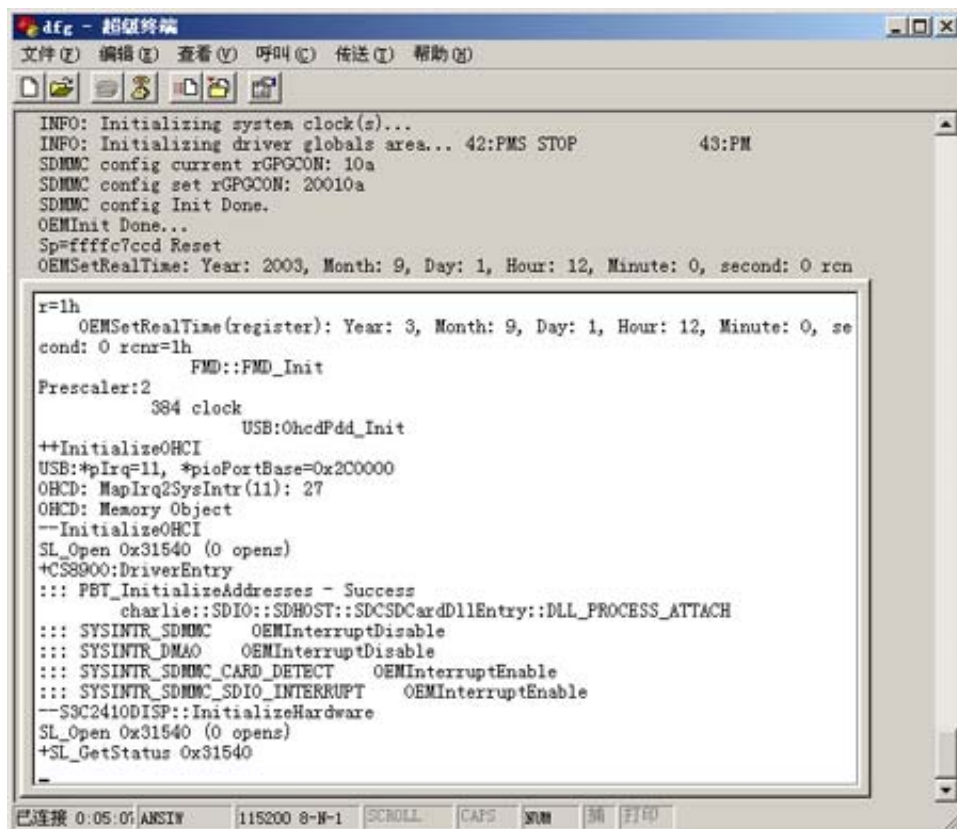 dfg - 超级终端
文件(F) 编辑(E) 查看(V) 呼叫(C) 传送(T) 帮助(H)
INFO: Initializing system clock(s)...
INFO: Initializing driver globals area... 42:PMS STOP 43:PM
SDMMC config current rGPGCON: 10a
SDMMC config set rGPGCON: 20010a
SDMMC config Init Done.
OEMInit Done...
Sp=ffffc7ccd Reset
OEMSetRealTime: Year: 2003, Month: 9, Day: 1, Hour: 12, Minute: 0, second: 0 rcn
r=1h
OEMSetRealTime(register): Year: 3, Month: 9, Day: 1, Hour: 12, Minute: 0, se
cond: 0 rcnr=1h
FMD::FMD_Init
Prescaler:2
384 clock
USB:OhcdPdd_Init
++InitializeOHCI
USB:*pIrq=11, *pioPortBase=0x2C0000
OHCD: MapIrq2SysIntr(11): 27
OHCD: Memory Object
--InitializeOHCI
SL_Open 0x31540 (0 opens)
+CS8900:DriverEntry
::: PBT_InitializeAddresses - Success
charlie::SDIO::SDHOST::SDCSDCardDllEntry::DLL_PROCESS_ATTACH
::: SYSINTR_SDMMC OEMInterruptDisable
::: SYSINTR_DMA0 OEMInterruptDisable
::: SYSINTR_SDMMC_CARD_DETECT OEMInterruptEnable
::: SYSINTR_SDMMC_SDIO_INTERRUPT OEMInterruptEnable
--S3C2410DISP::InitializeHardware
SL_Open 0x31540 (0 opens)
+SL_GetStatus 0x31540
已连接 0:05:07 ANSIW 115200 8-N-1 SCROLL CAPS NUM 捕 打印